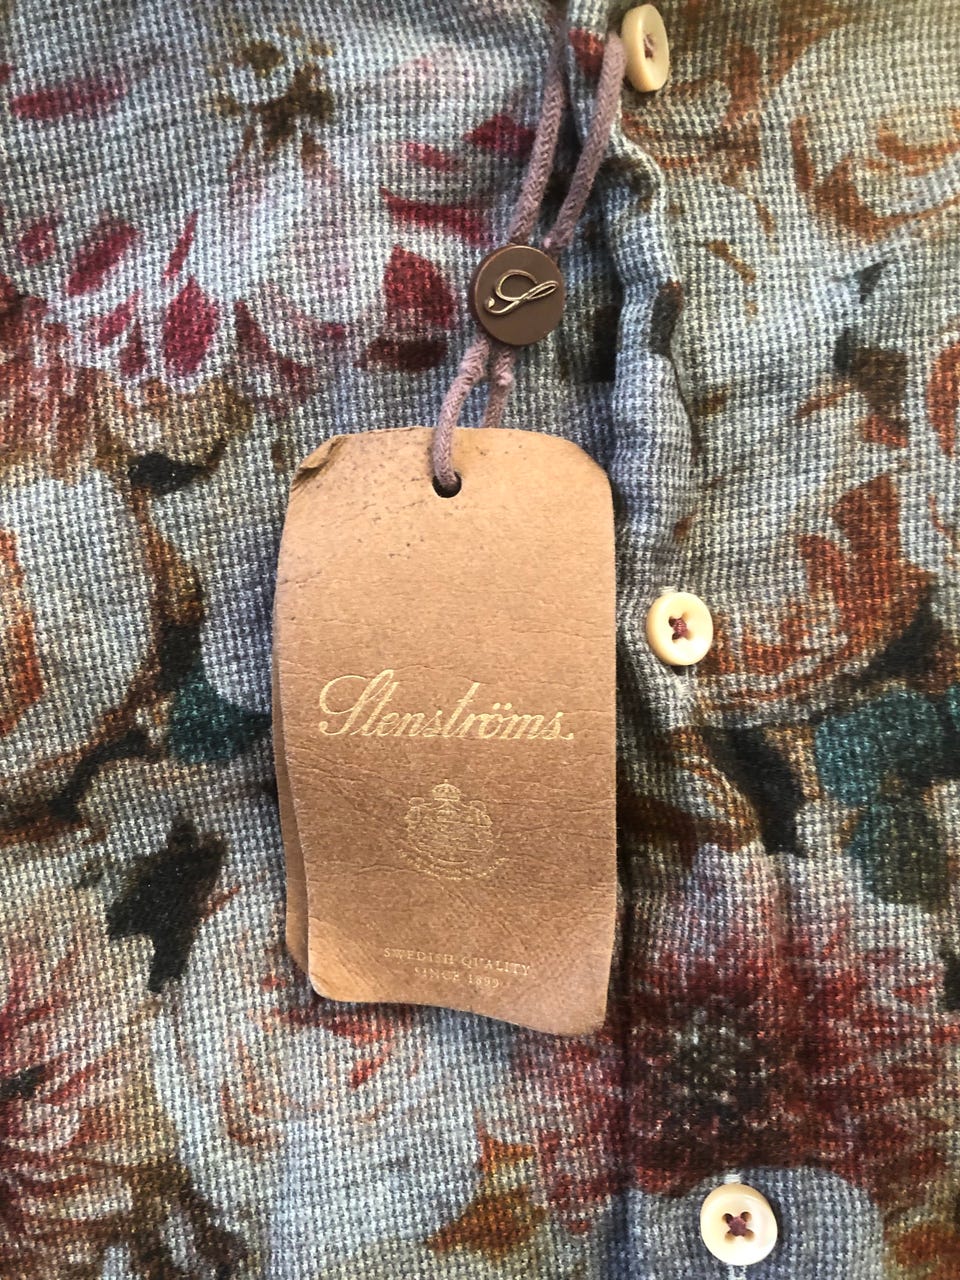 S
Stenströms
SWEDISH QUALITY
SINCE 1899